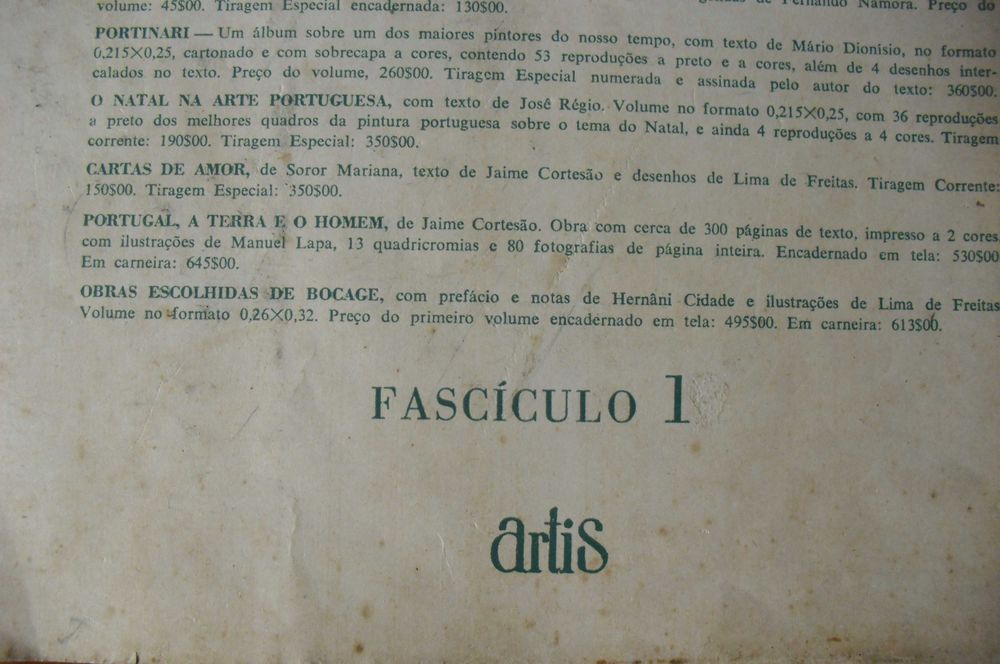 volume: 45$00. Tiragem Especial encadernada: 130$00. de Fernando Namora. Preço do
PORTINARI — Um álbum sobre um dos maiores pintores do nosso tempo, com texto de Mário Dionísio, no formato
0,215×0,25, cartonado e com sobrecapa a cores, contendo 53 reproduções a preto e a cores, além de 4 desenhos inter-
calados no texto. Preço do volume, 260$00. Tiragem Especial numerada e assinada pelo autor do texto: 360$00.
O NATAL NA ARTE PORTUGUESA, com texto de José Régio. Volume no formato 0,215×0,25, com 36 reproduções
a preto dos melhores quadros da pintura portuguesa sobre o tema do Natal, e ainda 4 reproduções a 4 cores. Tiragem
corrente: 190$00. Tiragem Especial: 350$00.
CARTAS DE AMOR, de Soror Mariana, texto de Jaime Cortesão e desenhos de Lima de Freitas. Tiragem Corrente:
150$00. Tiragem Especial: 350$00.
PORTUGAL, A TERRA E O HOMEM, de Jaime Cortesão. Obra com cerca de 300 páginas de texto, impresso a 2 cores
com ilustrações de Manuel Lapa, 13 quadricromias e 80 fotografias de página inteira. Encadernado em tela: 530$00
Em carneira: 645$00.
OBRAS ESCOLHIDAS DE BOCAGE, com prefácio e notas de Hernâni Cidade e ilustrações de Lima de Freitas
Volume no formato 0,26×0,32. Preço do primeiro volume encadernado em tela: 495$00. Em carneira: 613$00.
FASCÍCULO 1
artis